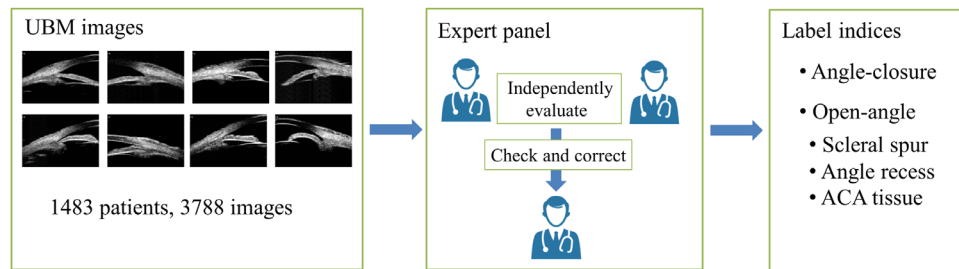 UBM images
1483 patients, 3788 images
Expert panel
Independently
evaluate
Check and correct
Label indices
• Angle-closure
• Open-angle
• Scleral spur
• Angle recess
• ACA tissue